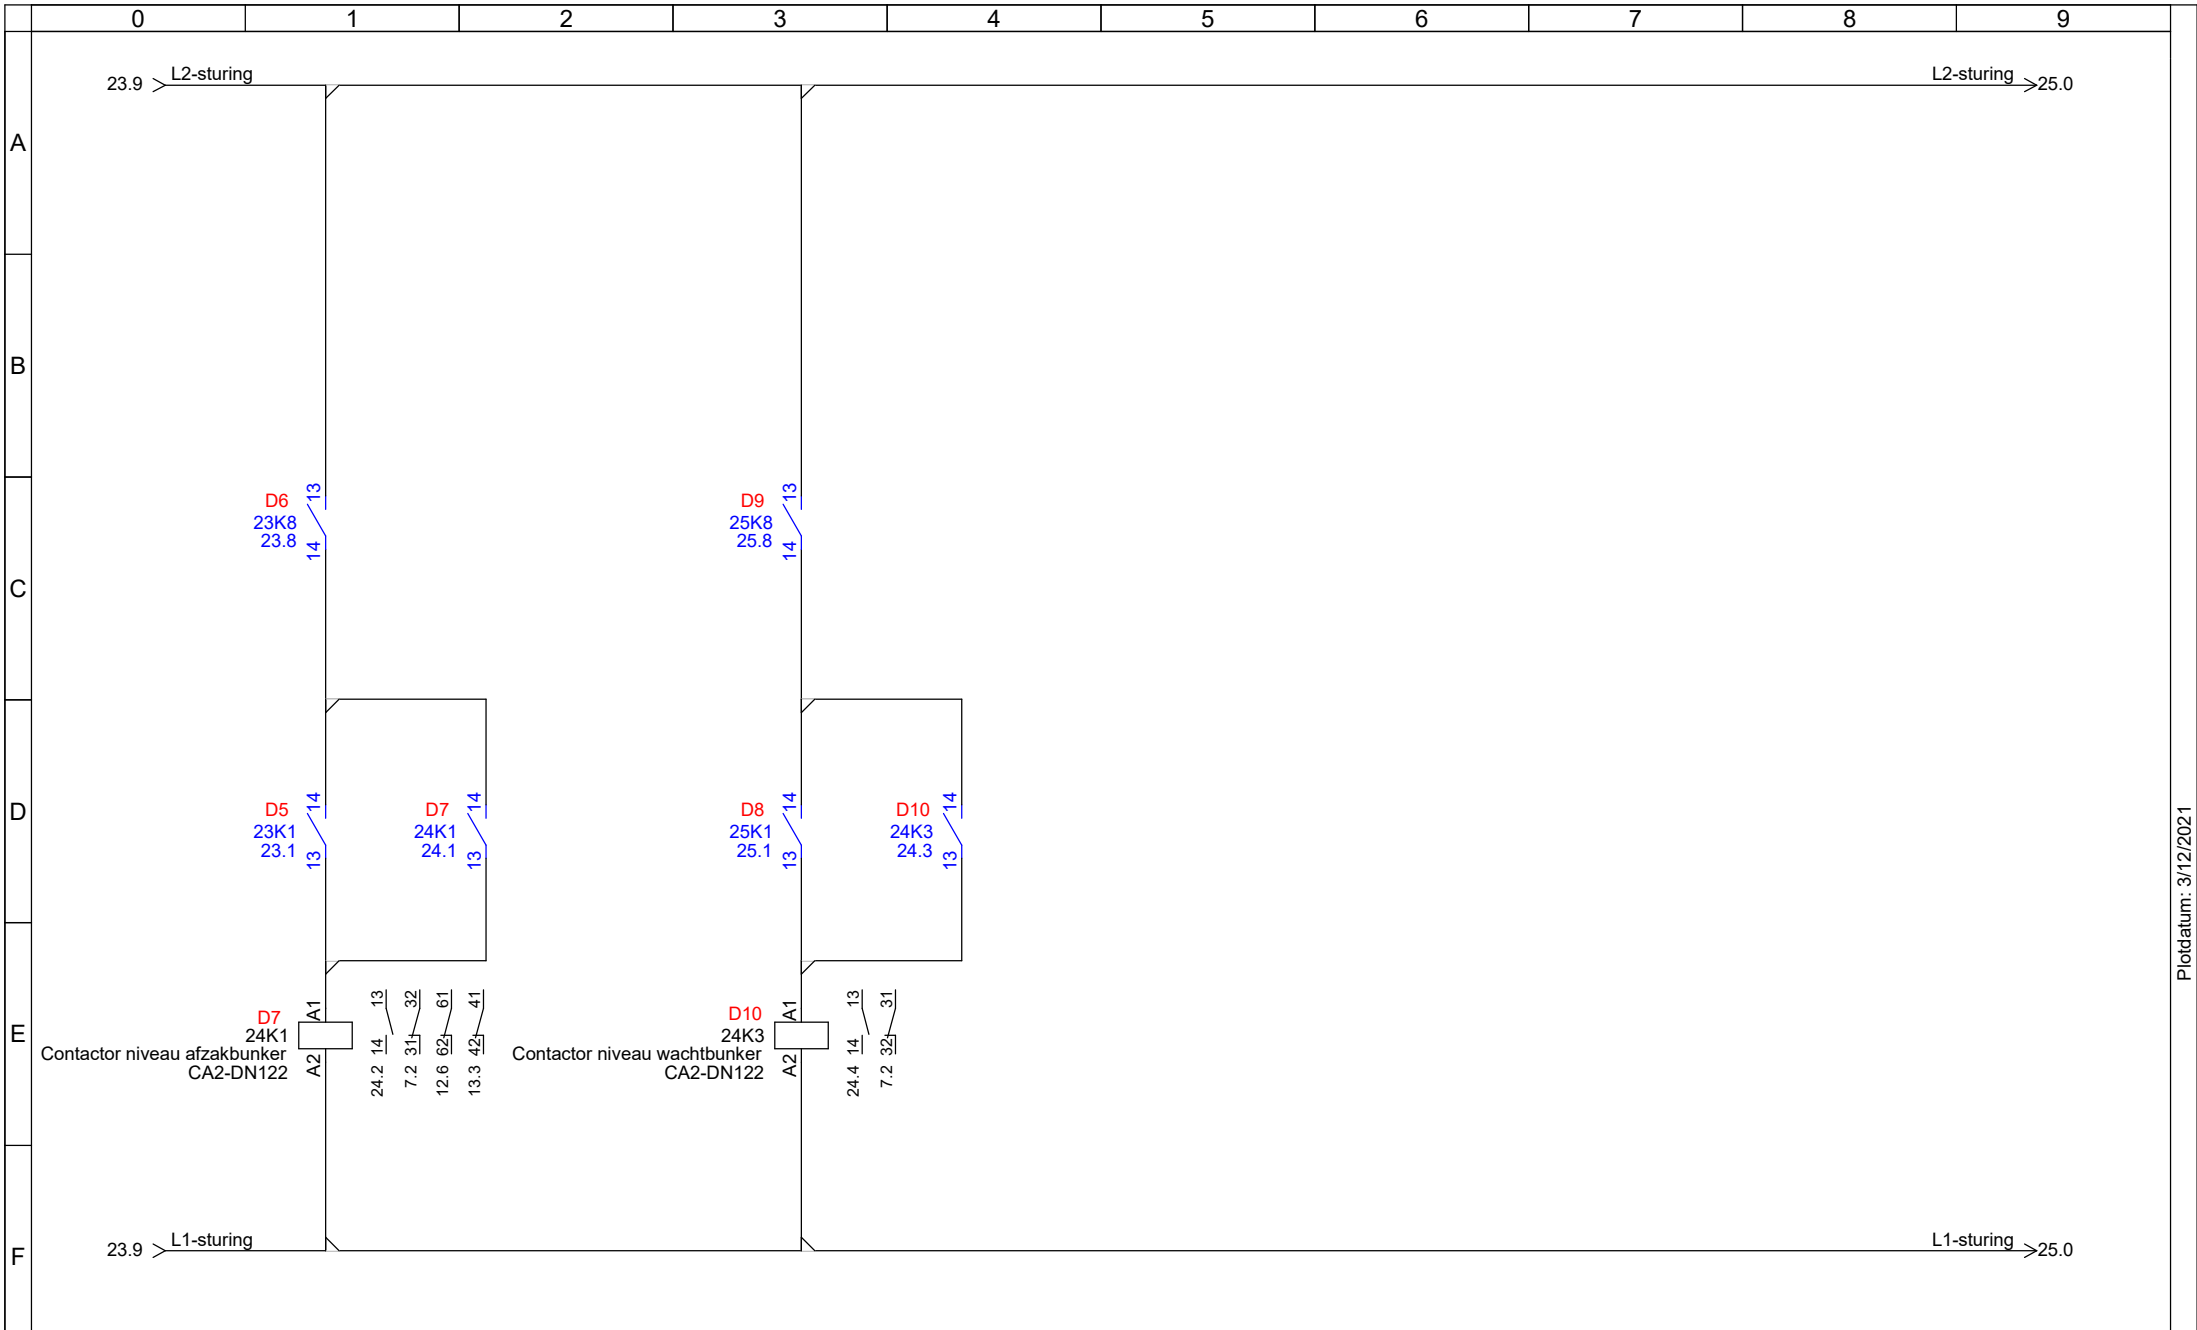 0 1 2 3 4 5 6 7 8 9
23.9 L2-sturing L2-sturing 25.0
A
B
C
D
E
F
D6 13
23K8
23.8 14
D9 13
25K8
25.8 14
D5 14
23K1
23.1 13
D7 14
24K1
24.1 13
D8 14
25K1
25.1 13
D10 14
24K3
24.3 13
D7 A1
24K1
Contactor niveau afzakbunker
CA2-DN122 A2
13 32 61 41
14 31 62 42
24.2 7.2 12.6 13.3
D10 A1
24K3
Contactor niveau wachtbunker
CA2-DN122 A2
13 31
14 32
24.4 7.2
23.9 L1-sturing L1-sturing 25.0
Plotdatum: 3/12/2021